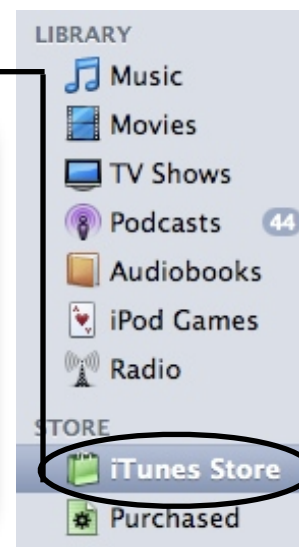 LIBRARY
Music
Movies
TV Shows
Podcasts 44
Audiobooks
iPod Games
Radio
STORE
iTunes Store
Purchased